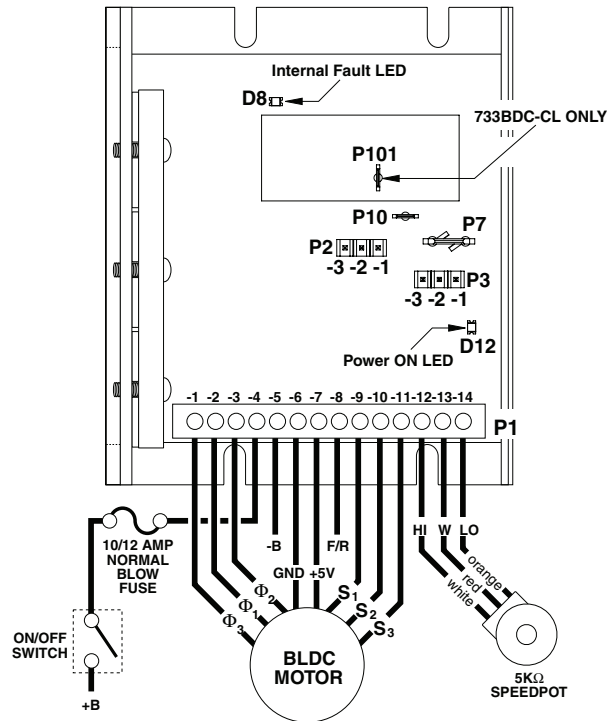 Internal Fault LED
D8
733BDC-CL ONLY
P101
P10
P7
P2
-3 -2 -1
P3
-3 -2 -1
D12
Power ON LED
-1 -2 -3 -4 -5 -6 -7 -8 -9 -10 -11 -12 -13 -14
P1
10/12 AMP
NORMAL
BLOW
FUSE
-B
F/R
HI W LO
GND +5V
Φ3
Φ1
Φ2
S1
S2
S3
white
red
orange
ON/OFF
SWITCH
+B
BLDC
MOTOR
5KΩ
SPEEDPOT